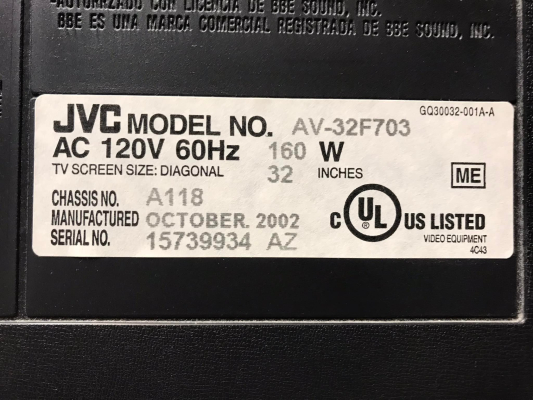 -AUTORIZADO CON LICENCIA DE BBE SOUND, INC.
BBE ES UNA MARCA COMERCIAL REGISTRADA DE BBE SOUND, INC.
GQ30032-001A-A
JVC MODEL NO. AV-32F703
AC 120V 60Hz 160 W
TV SCREEN SIZE: DIAGONAL 32 INCHES
ME
CHASSIS NO. A118
MANUFACTURED OCTOBER. 2002
SERIAL NO. 15739934 AZ
C UL US LISTED
VIDEO EQUIPMENT
4C43